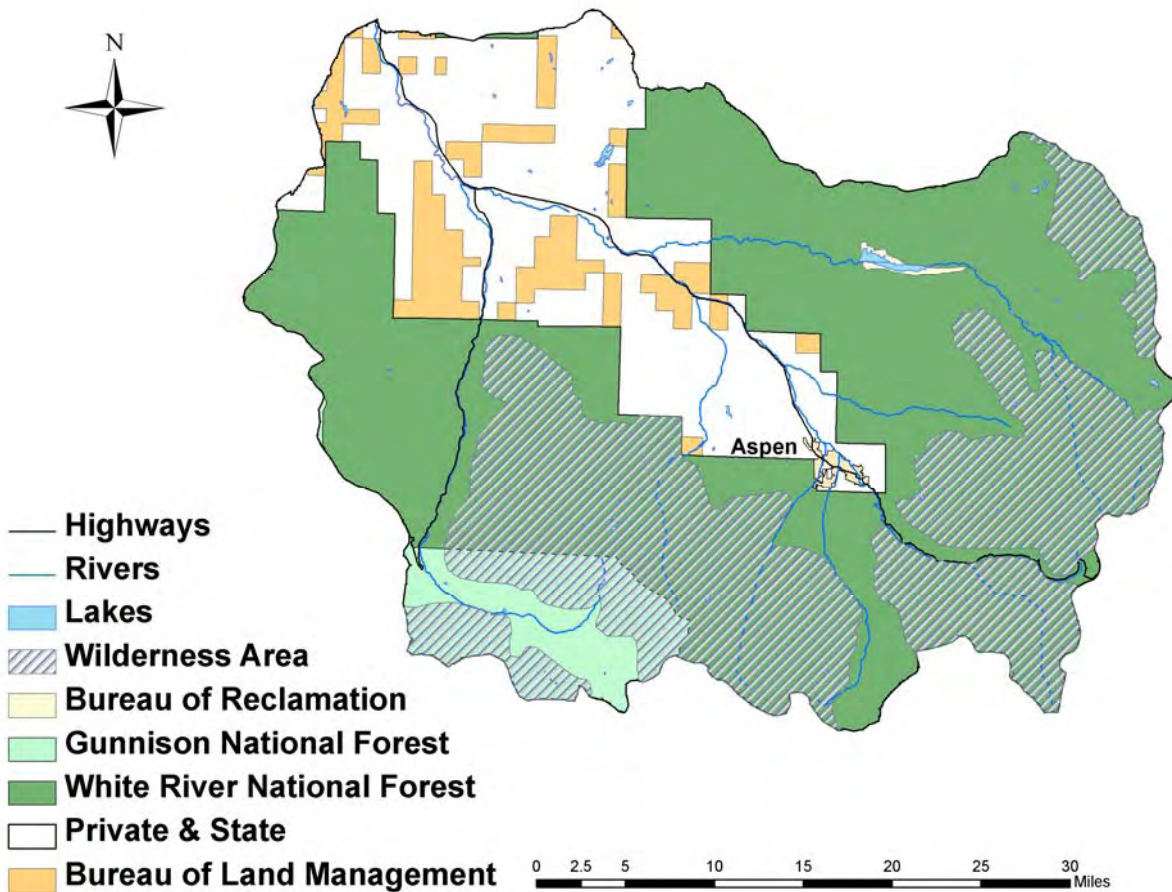 N
Aspen
Highways
Rivers
Lakes
Wilderness Area
Bureau of Reclamation
Gunnison National Forest
White River National Forest
Private & State
Bureau of Land Management
0 2.5 5 10 15 20 25 30
Miles